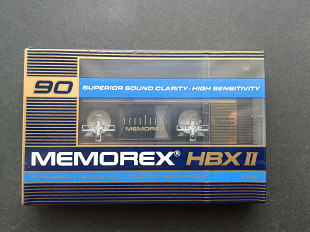 90
SUPERIOR SOUND CLARITY · HIGH SENSITIVITY
MEMOREX
MEMOREX® HBX II